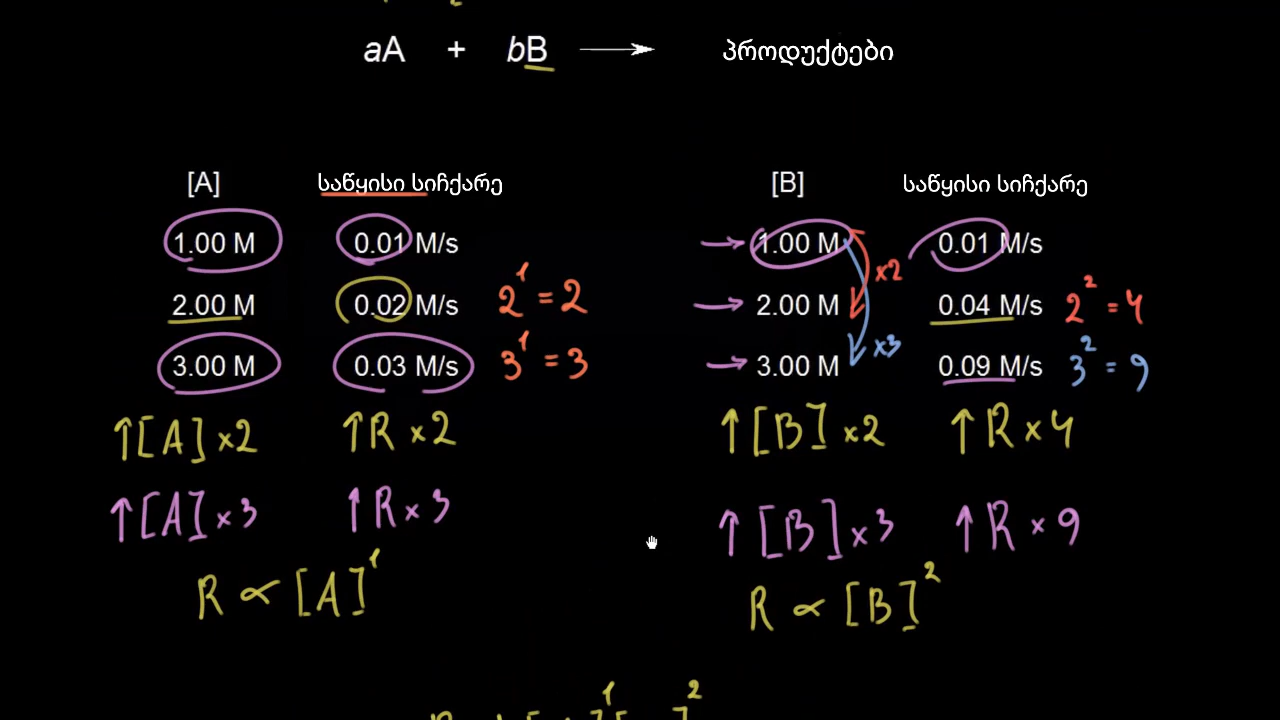 aA + bB → პროდუქტები
[A] საწყისი სიჩქარე [B] საწყისი სიჩქარე
1.00 M 0.01 M/s 1.00 M 0.01 M/s
x2
2.00 M 0.02 M/s 2¹ = 2 2.00 M 0.04 M/s 2² = 4
x3
3.00 M 0.03 M/s 3¹ = 3 3.00 M 0.09 M/s 3² = 9
↑[A] x2 ↑R x2 ↑[B] x2 ↑R x4
↑[A] x3 ↑R x3 ↑[B] x3 ↑R x9
R ∝ [A]¹ R ∝ [B]²